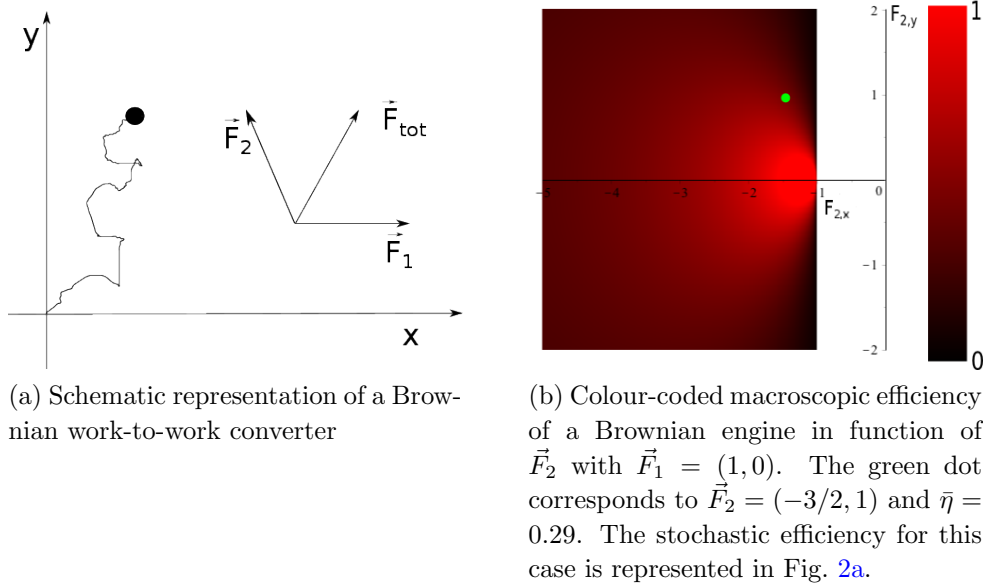 y
F₂
F_tot
F₁
x
2
F₂,y
1
1
-5
-4
-3
-2
-1
0
F₂,x
-1
-2
0
(a) Schematic representation of a Brow-
nian work-to-work converter
(b) Colour-coded macroscopic efficiency
of a Brownian engine in function of
F⃗₂ with F⃗₁ = (1, 0). The green dot
corresponds to F⃗₂ = (−3/2, 1) and η̄ =
0.29. The stochastic efficiency for this
case is represented in Fig. 2a.